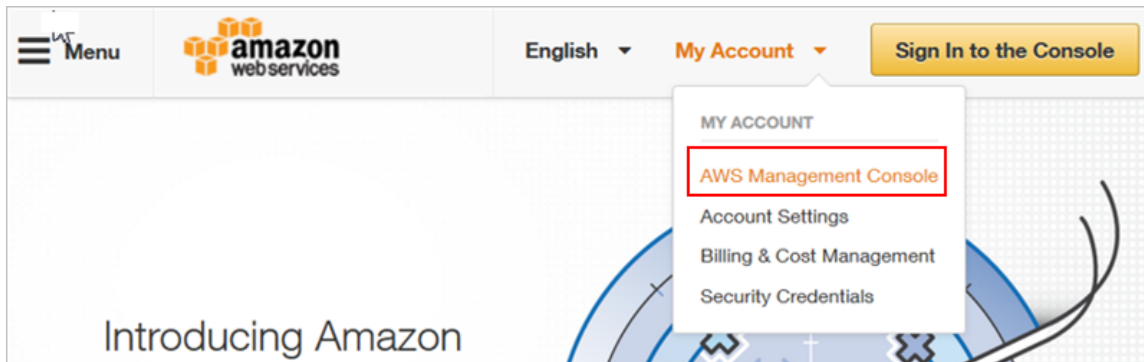 Menu
amazon
webservices
English
My Account
Sign In to the Console
MY ACCOUNT
AWS Management Console
Account Settings
Billing & Cost Management
Security Credentials
Introducing Amazon